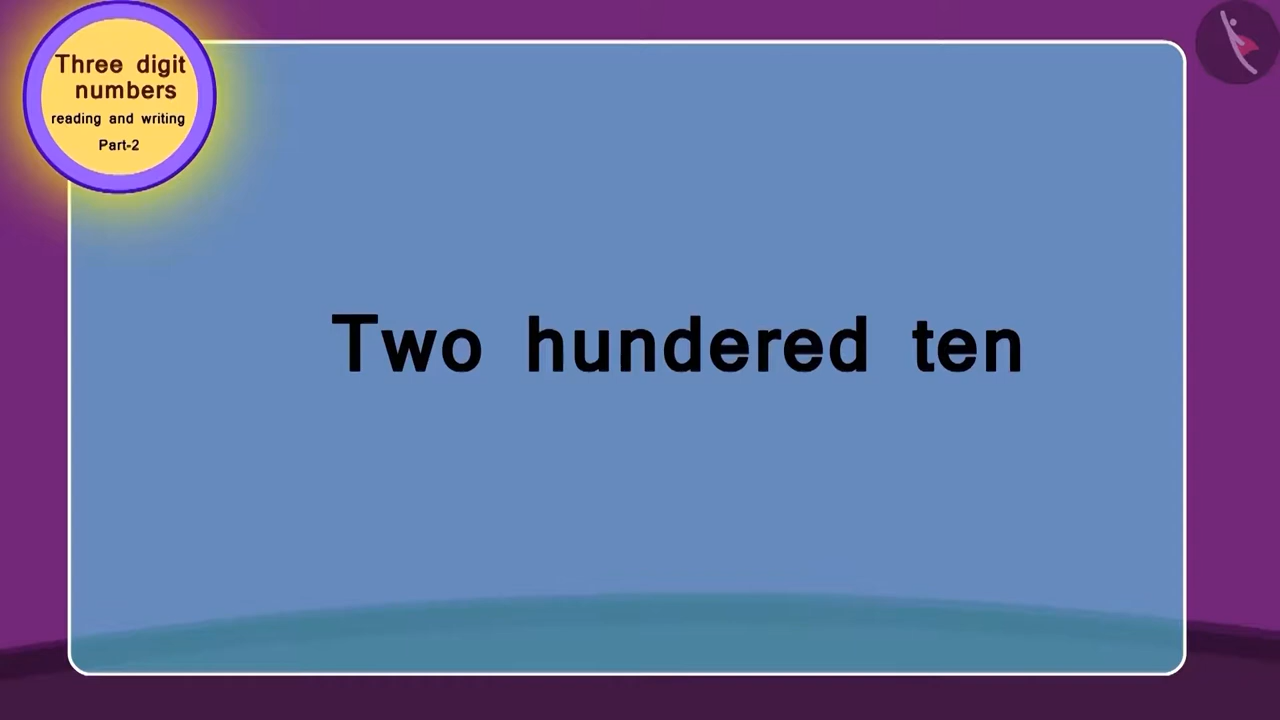 Three digit
numbers
reading and writing
Part-2
Two hundered ten